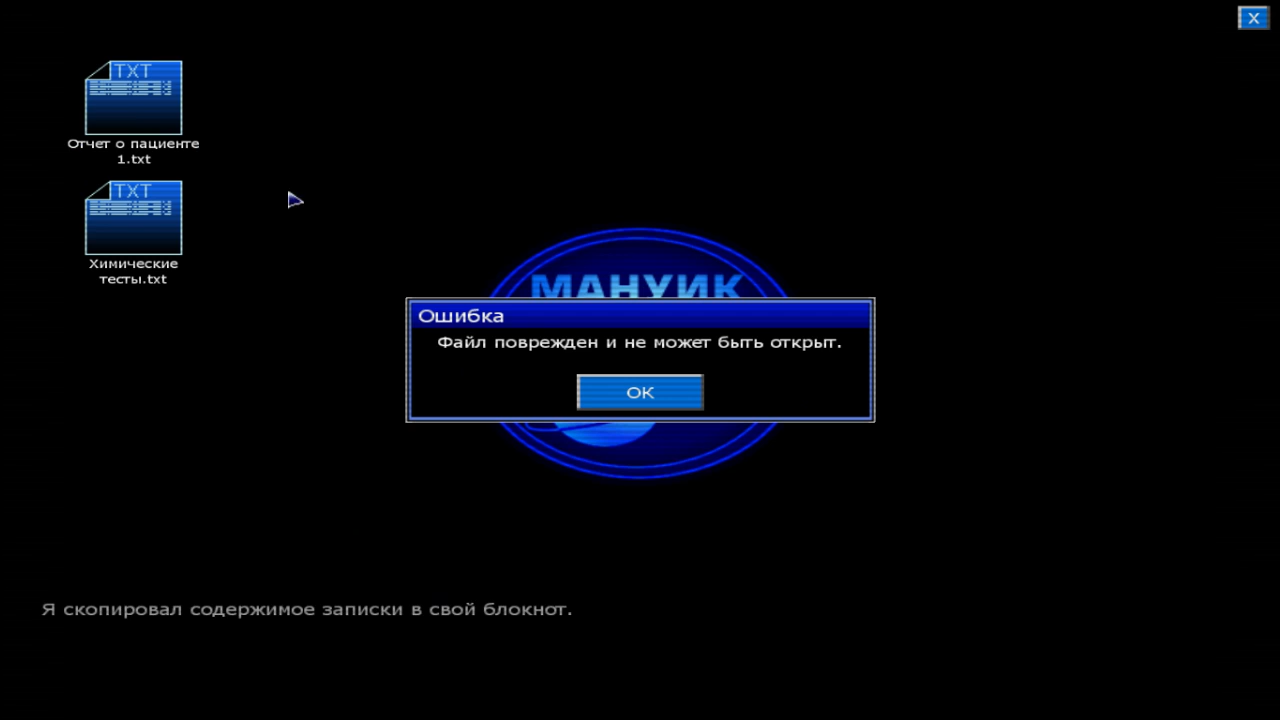 X
TXT
Отчет о пациенте
1.txt
TXT
Химические
тесты.txt
МАНУИК
Ошибка
Файл поврежден и не может быть открыт.
ОК
Я скопировал содержимое записки в свой блокнот.